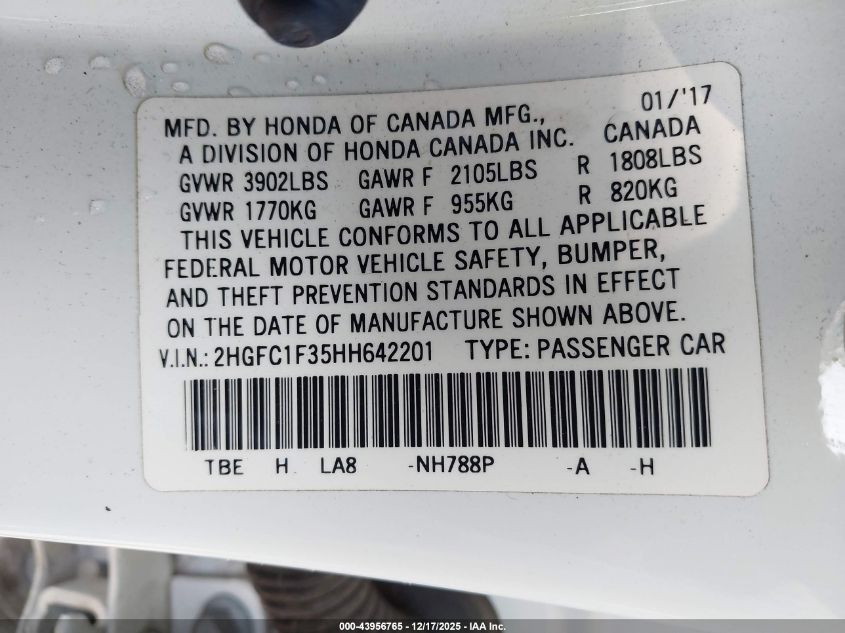 01/'17
MFD. BY HONDA OF CANADA MFG.,
A DIVISION OF HONDA CANADA INC. CANADA
GVWR 3902LBS GAWR F 2105LBS R 1808LBS
GVWR 1770KG GAWR F 955KG R 820KG
THIS VEHICLE CONFORMS TO ALL APPLICABLE
FEDERAL MOTOR VEHICLE SAFETY, BUMPER,
AND THEFT PREVENTION STANDARDS IN EFFECT
ON THE DATE OF MANUFACTURE SHOWN ABOVE.
V.I.N.: 2HGFC1F35HH642201 TYPE: PASSENGER CAR
TBE H LA8 -NH788P -A -H
000-43956765 - 12/17/2025 - IAA Inc.